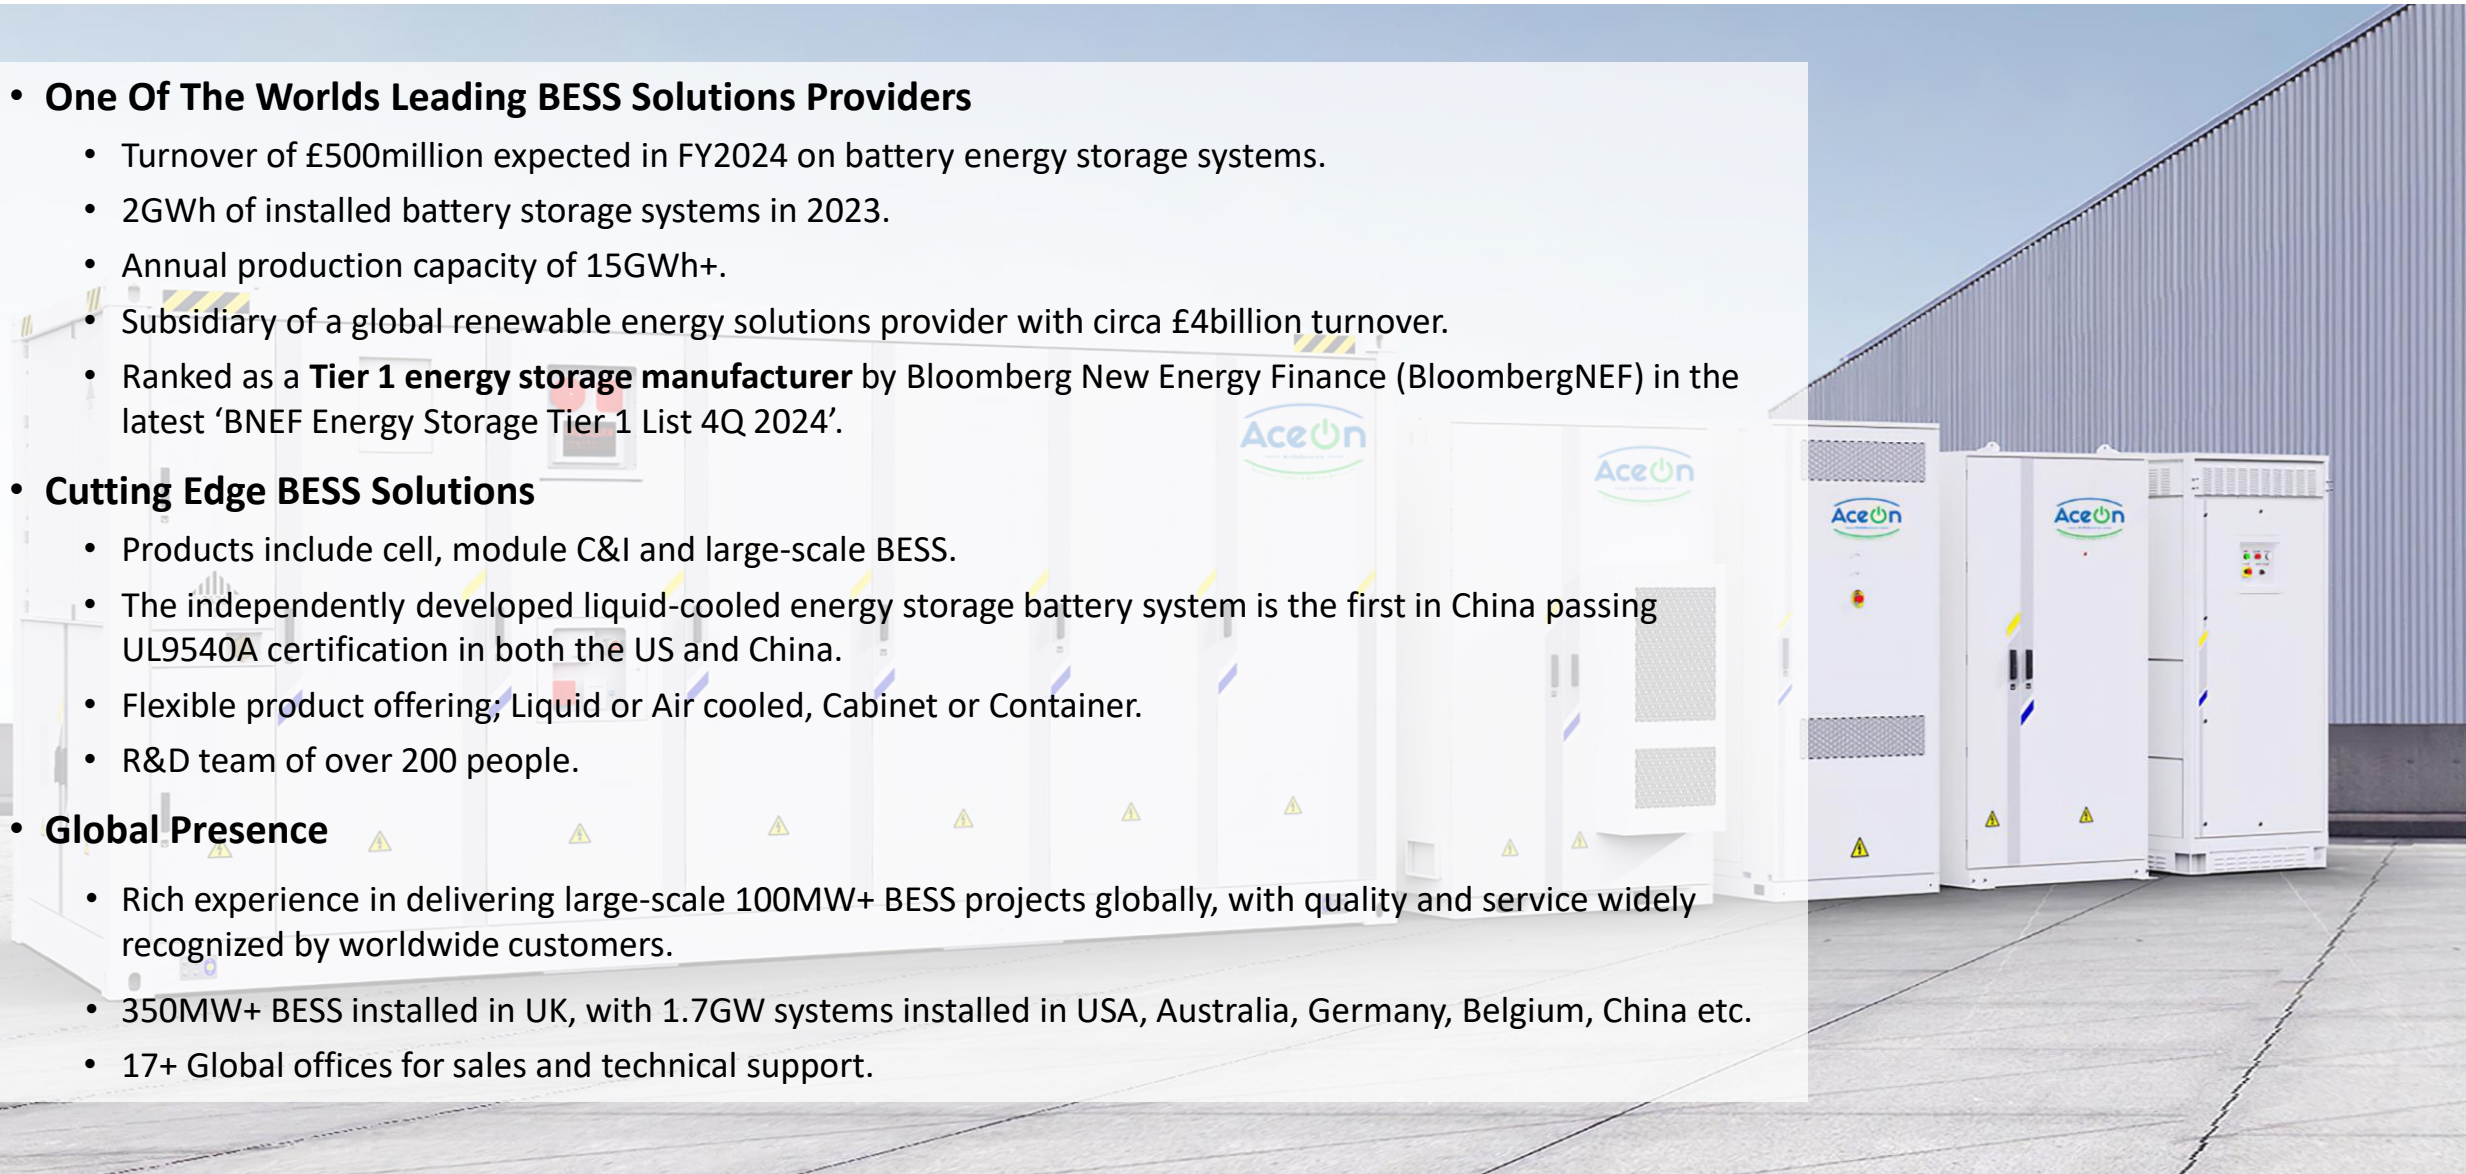 • One Of The Worlds Leading BESS Solutions Providers
• Turnover of £500million expected in FY2024 on battery energy storage systems.
• 2GWh of installed battery storage systems in 2023.
• Annual production capacity of 15GWh+.
• Subsidiary of a global renewable energy solutions provider with circa £4billion turnover.
• Ranked as a Tier 1 energy storage manufacturer by Bloomberg New Energy Finance (BloombergNEF) in the
latest ‘BNEF Energy Storage Tier 1 List 4Q 2024’.
• Cutting Edge BESS Solutions
• Products include cell, module C&I and large-scale BESS.
• The independently developed liquid-cooled energy storage battery system is the first in China passing
UL9540A certification in both the US and China.
• Flexible product offering; Liquid or Air cooled, Cabinet or Container.
• R&D team of over 200 people.
• Global Presence
• Rich experience in delivering large-scale 100MW+ BESS projects globally, with quality and service widely
recognized by worldwide customers.
• 350MW+ BESS installed in UK, with 1.7GW systems installed in USA, Australia, Germany, Belgium, China etc.
• 17+ Global offices for sales and technical support.
AceOn
AceOn
AceOn
AceOn